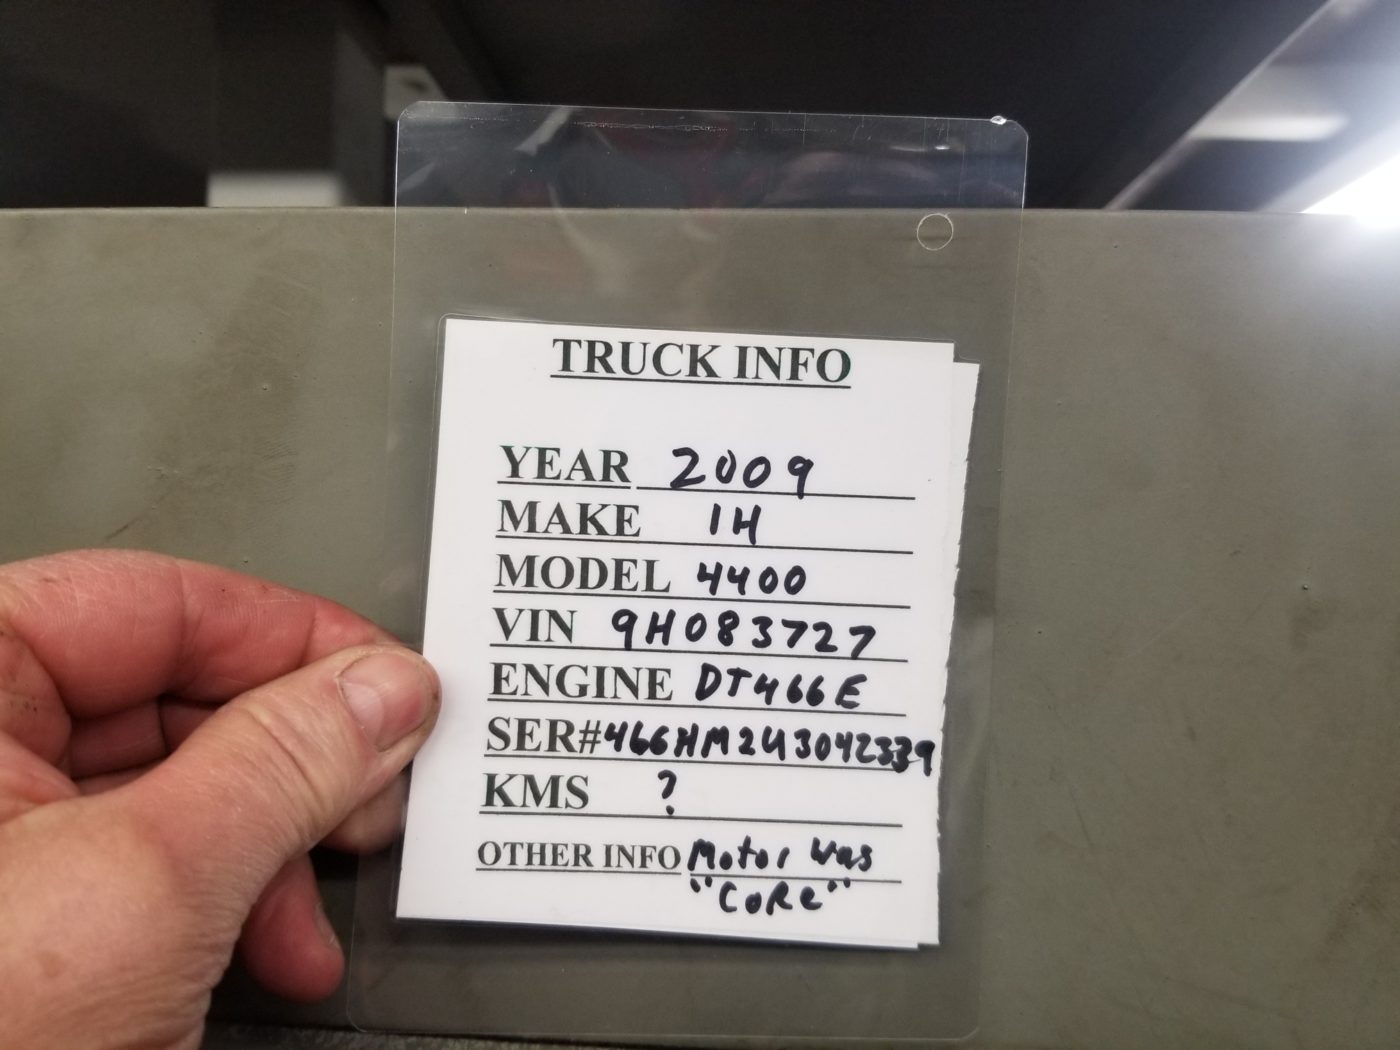 TRUCK INFO
YEAR 2009
MAKE IH
MODEL 4400
VIN 9H083727
ENGINE DT466E
SER# 466HM2U3042339
KMS ?
OTHER INFO Motor was
"CoRe"